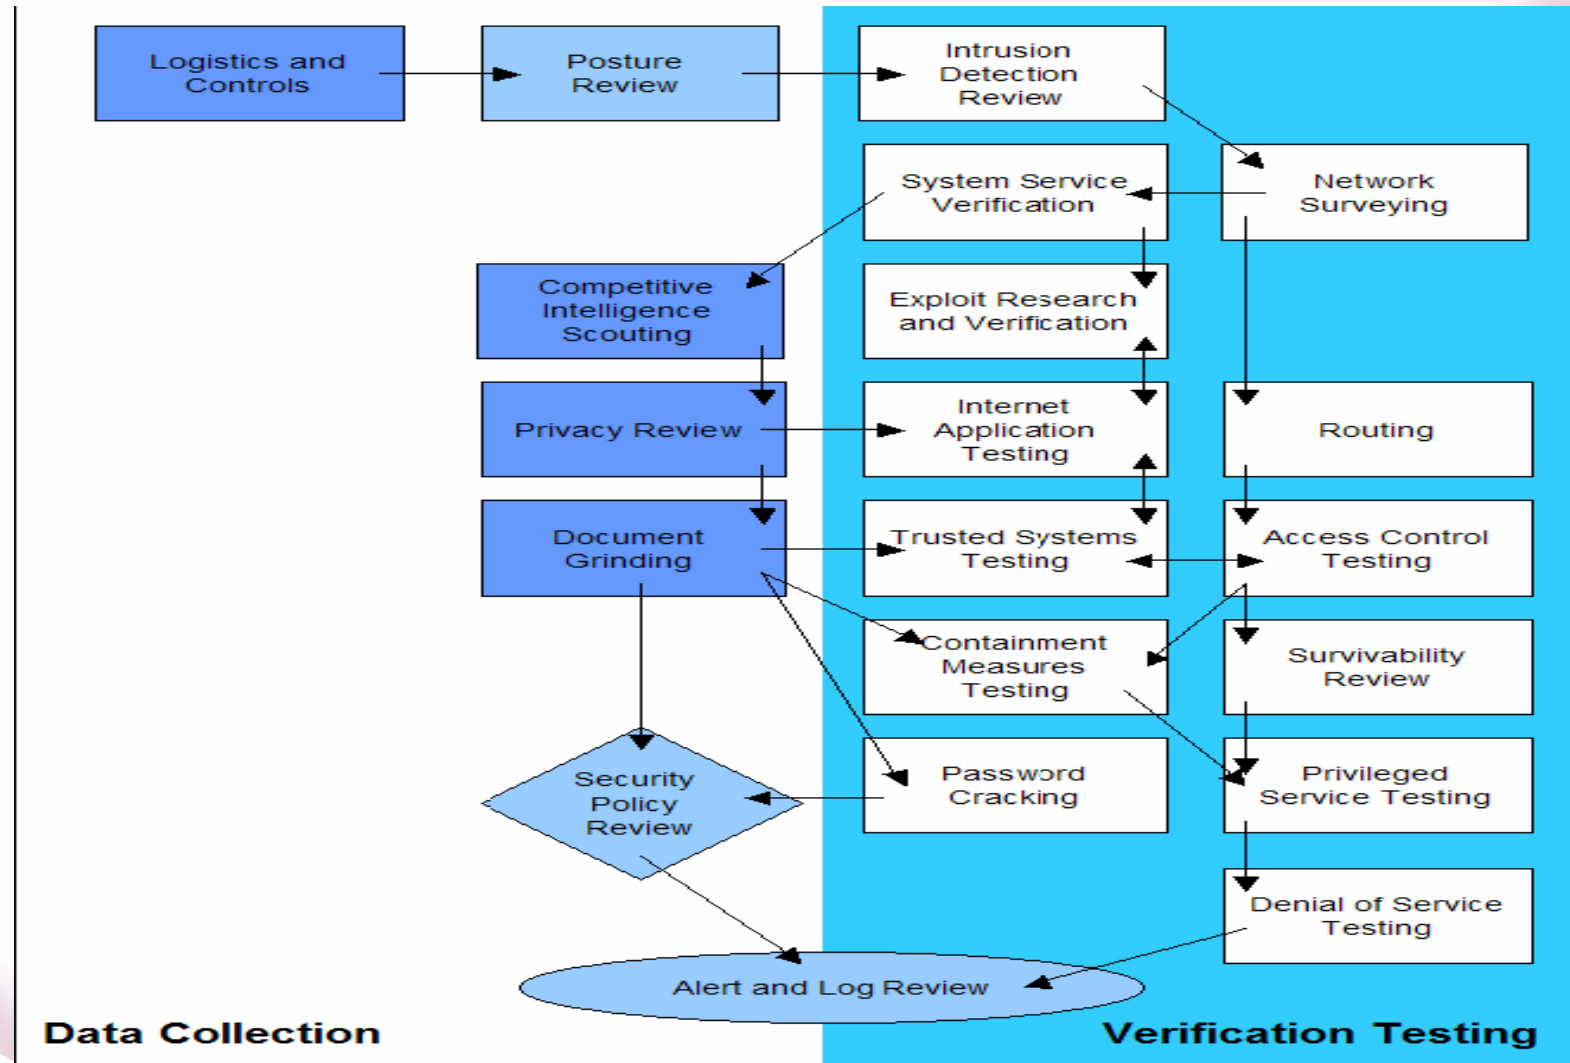 Logistics and
Controls
Posture
Review
Intrusion
Detection
Review
System Service
Verification
Network
Surveying
Competitive
Intelligence
Scouting
Exploit Research
and Verification
Privacy Review
Internet
Application
Testing
Routing
Document
Grinding
Trusted Systems
Testing
Access Control
Testing
Containment
Measures
Testing
Survivability
Review
Security
Policy
Review
Password
Cracking
Privileged
Service Testing
Denial of Service
Testing
Alert and Log Review
Data Collection
Verification Testing